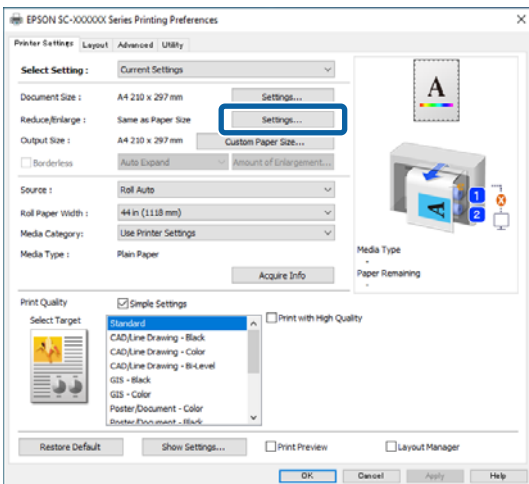 EPSON SC-XXXXXX Series Printing Preferences
Printer Settings Layout Advanced Utility
Select Setting : Current Settings
Document Size : A4 210 x 297 mm Settings...
Reduce/Enlarge : Same as Paper Size Settings...
Output Size : A4 210 x 297 mm Custom Paper Size...
Borderless Auto Expand Amount of Enlargement...
Source : Roll Auto
Roll Paper Width : 44 in (1118 mm)
Media Category: Use Printer Settings
Media Type : Plain Paper
Acquire Info
A
A
1
2
Media Type
-
Paper Remaining
-
Print Quality Simple Settings
Select Target
Standard
CAD/Line Drawing - Black
CAD/Line Drawing - Color
CAD/Line Drawing - Bi-Level
GIS - Black
GIS - Color
Poster/Document - Color
Poster/Document - Black
Print with High Quality
Restore Default Show Settings... Print Preview Layout Manager
OK Cancel Apply Help